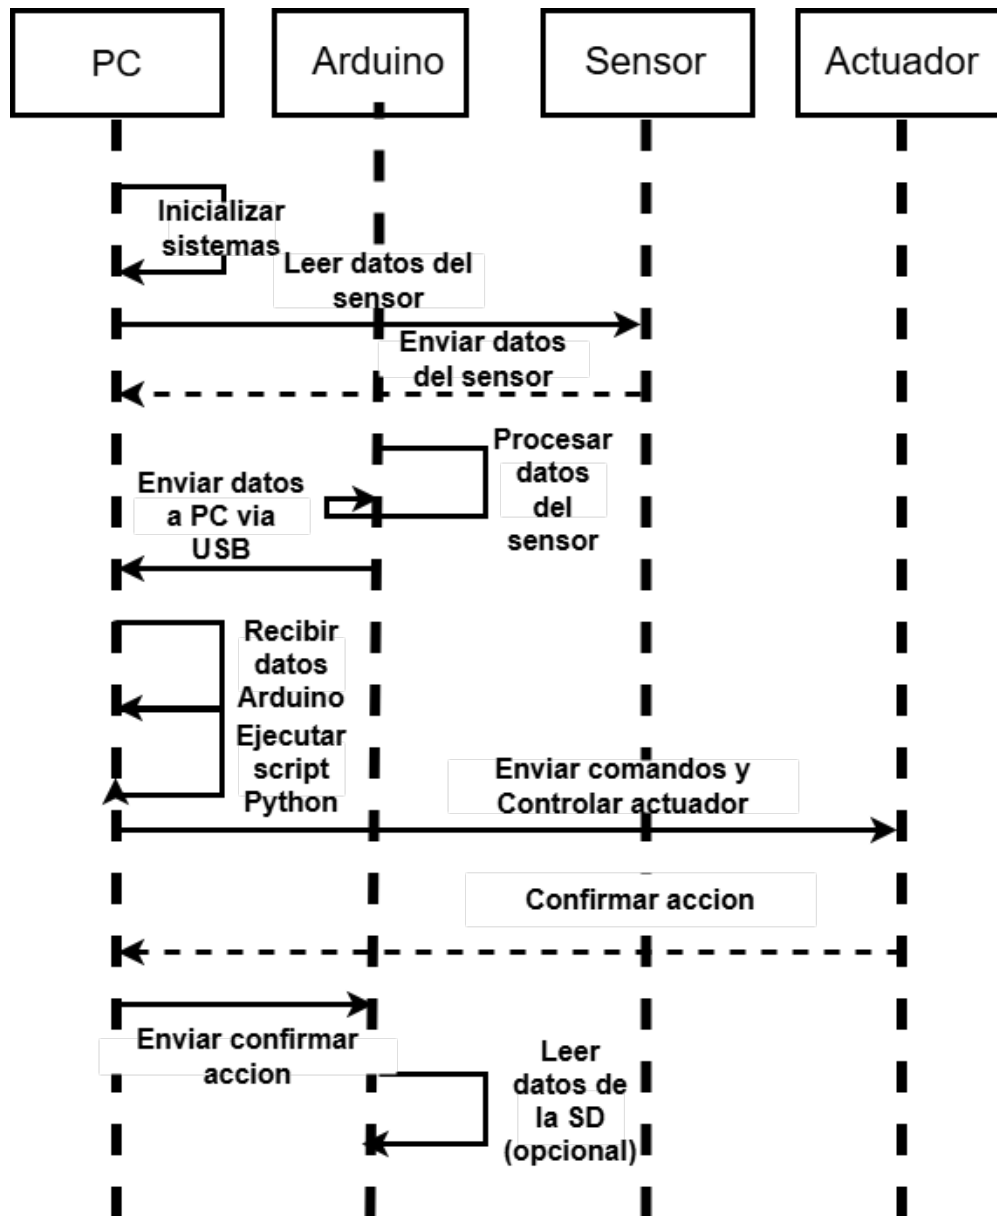 PC
Arduino
Sensor
Actuador
Inicializar
sistemas
Leer datos del
sensor
Enviar datos
del sensor
Procesar
datos
del
sensor
Enviar datos
a PC via
USB
Recibir
datos
Arduino
Ejecutar
script
Python
Enviar comandos y
Controlar actuador
Confirmar accion
Enviar confirmar
accion
Leer
datos de
la SD
(opcional)